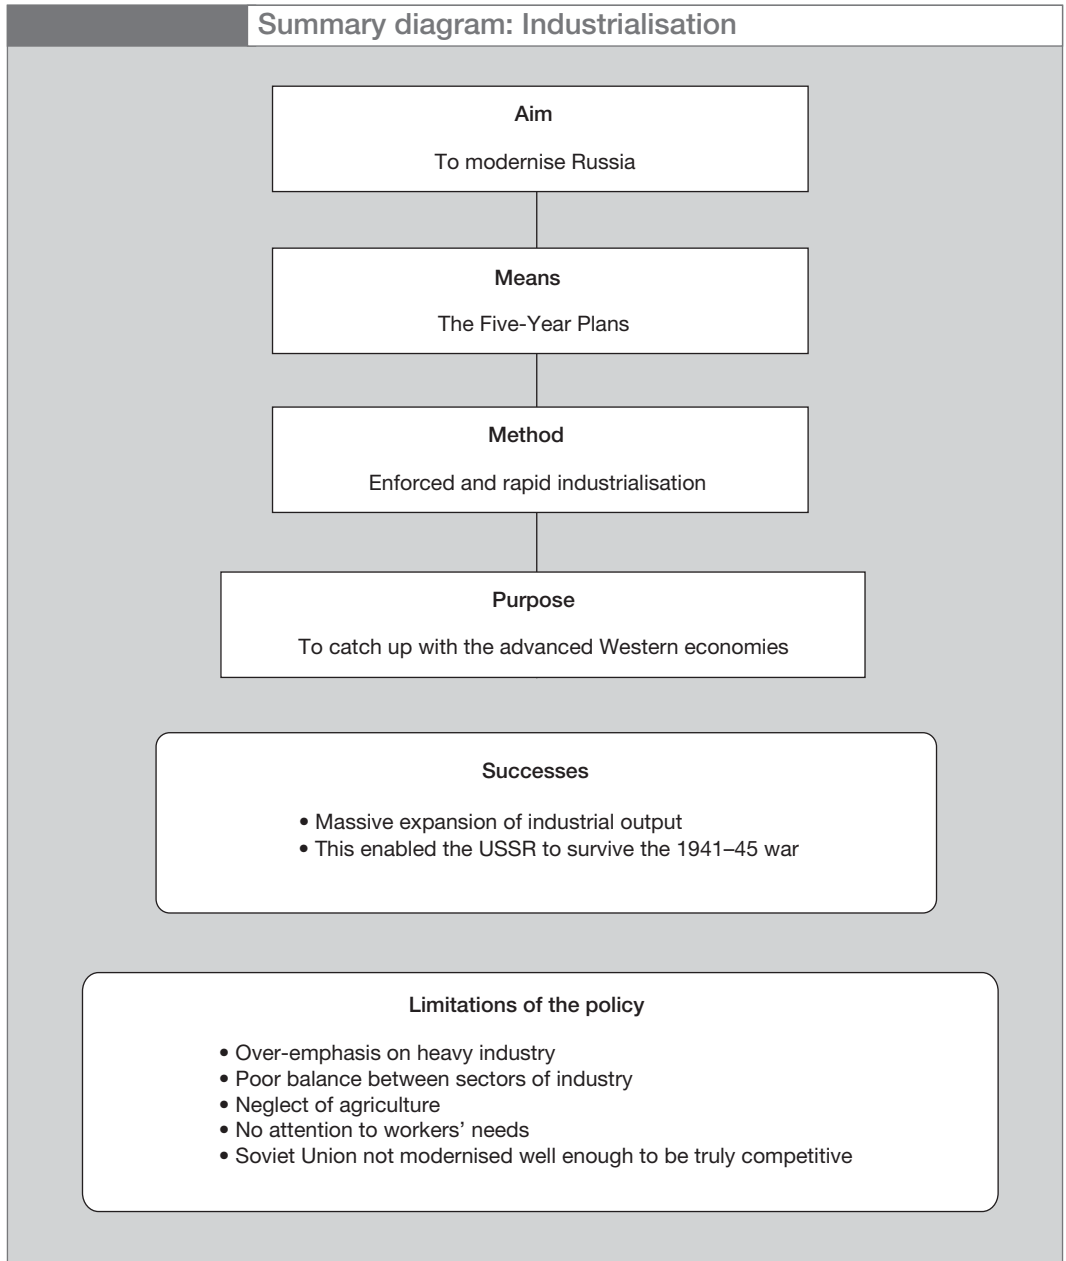 Summary diagram: Industrialisation
Aim
To modernise Russia
Means
The Five-Year Plans
Method
Enforced and rapid industrialisation
Purpose
To catch up with the advanced Western economies
Successes
• Massive expansion of industrial output
• This enabled the USSR to survive the 1941–45 war
Limitations of the policy
• Over-emphasis on heavy industry
• Poor balance between sectors of industry
• Neglect of agriculture
• No attention to workers’ needs
• Soviet Union not modernised well enough to be truly competitive